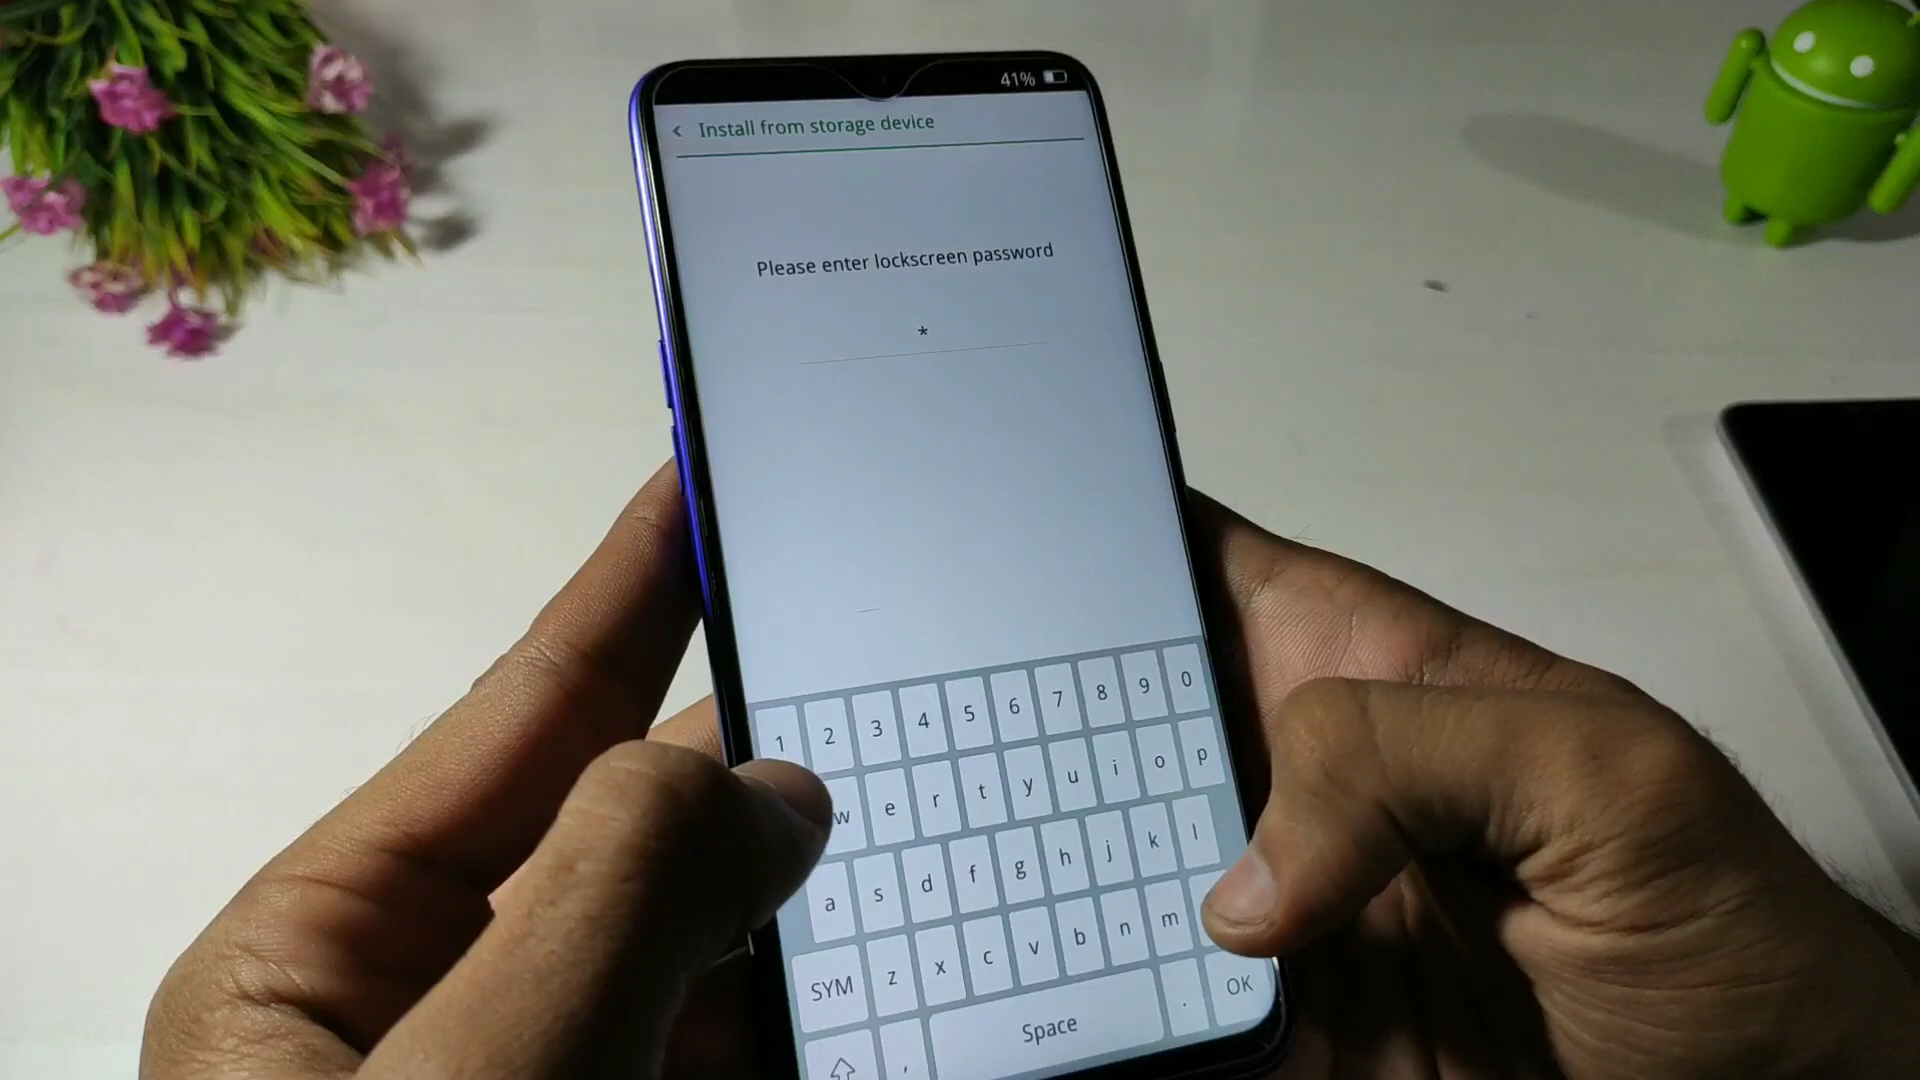 41%
< Install from storage device
Please enter lockscreen password
*
1 2 3 4 5 6 7 8 9 0
w e r t y u i o p
a s d f g h j k l
SYM z x c v b n m
, Space . OK